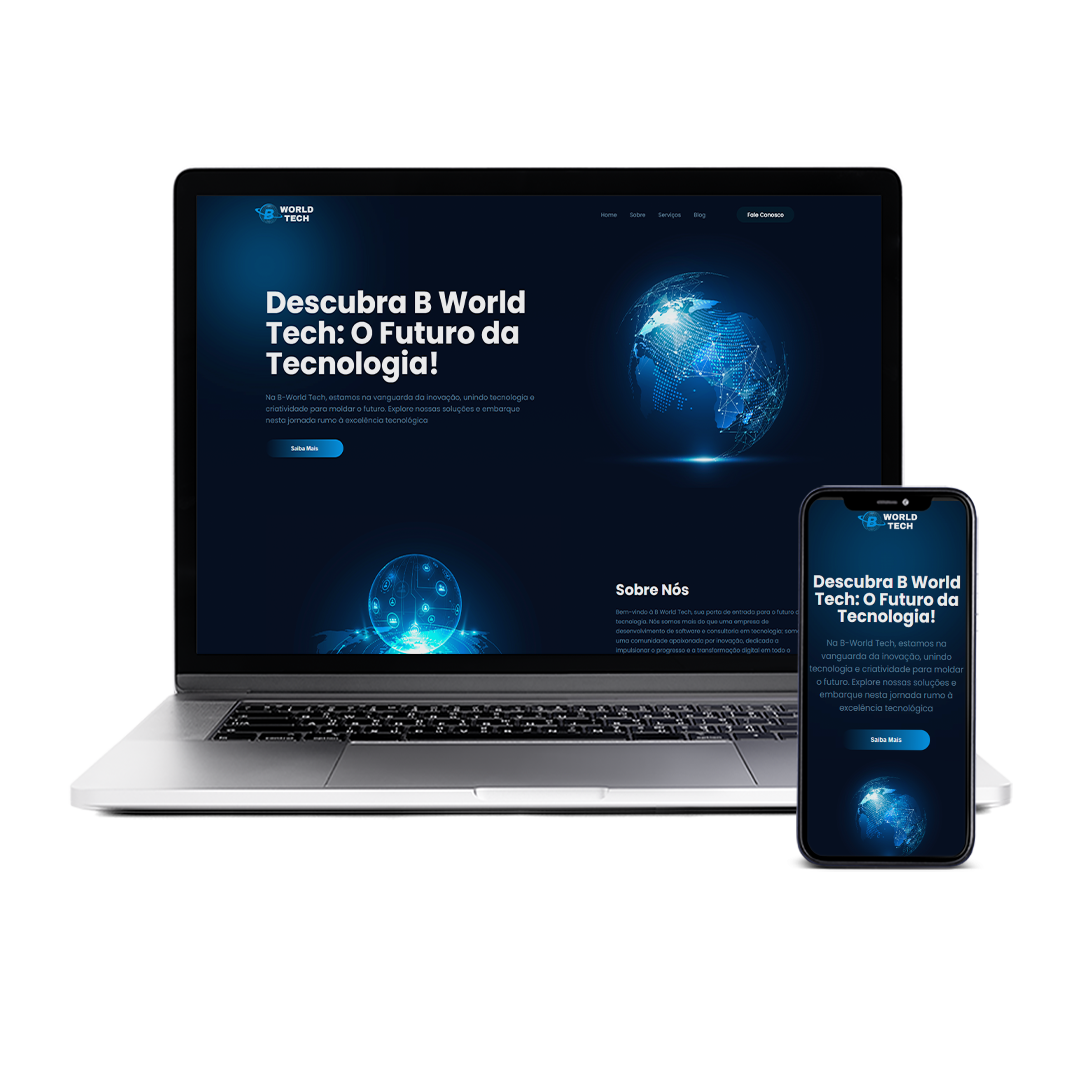 WORLD
TECH
Home Sobre Serviços Blog Fale Conosco
Descubra B World
Tech: O Futuro da
Tecnologia!
Na B-World Tech, estamos na vanguarda da inovação, unindo tecnologia e
criatividade para moldar o futuro. Explore nossas soluções e embarque
nesta jornada rumo à excelência tecnológica
Saiba Mais
Sobre Nós
Bem-vindo à B World Tech, sua porta de entrada para o futuro
tecnologia. Nós somos mais do que uma empresa de
desenvolvimento de software e consultoria em tecnologia;
uma comunidade apaixonada por inovação, dedicada a
impulsionar o progresso e a transformação digital em todo o
B WORLD
TECH
Descubra B World
Tech: O Futuro da
Tecnologia!
Na B-World Tech, estamos na
vanguarda da inovação, unindo
tecnologia e criatividade para moldar
o futuro. Explore nossas soluções e
embarque nesta jornada rumo à
excelência tecnológica
Saiba Mais